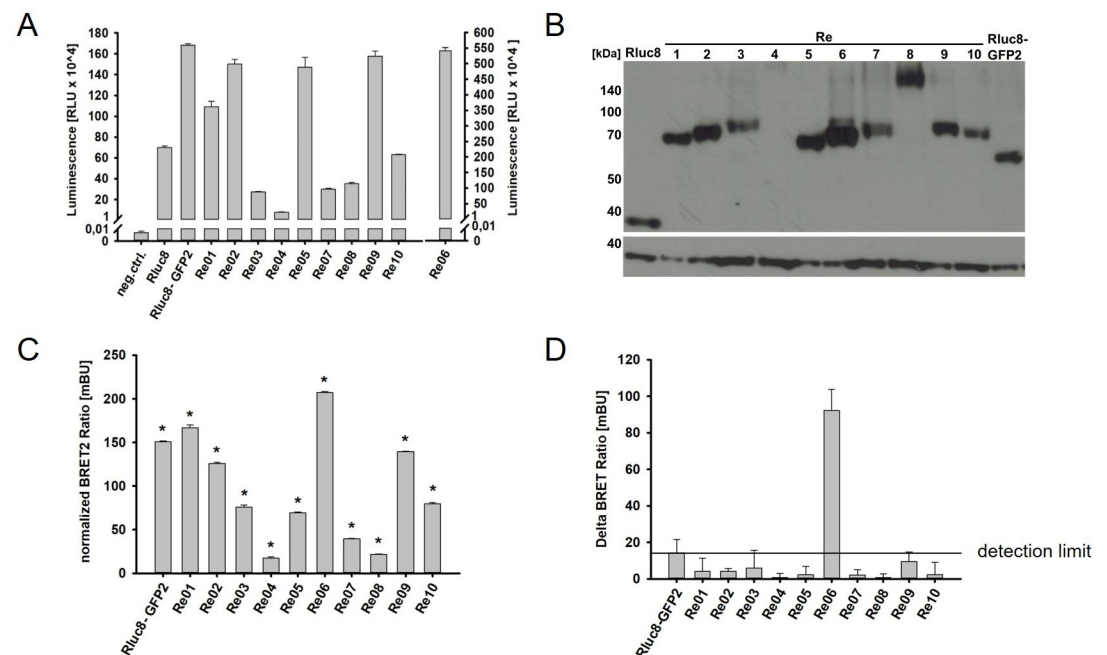 A
Luminescence [RLU x 10^4]
180
160
140
120
100
80
60
40
20
1
0,01
0
600
550
500
450
400
350
300
250
200
150
100
50
1
0,01
0
Luminescence [RLU x 10^4 ]
neg.ctrl.
Rluc8
Rluc8- GFP2
Re01
Re02
Re03
Re04
Re05
Re07
Re08
Re09
Re10
Re06
B
Re
Rluc8-
GFP2
[kDa] Rluc8 1 2 3 4 5 6 7 8 9 10
140
100
70
50
40
40
C
normalized BRET2 Ratio [mBU]
250
200
150
100
50
0
* * * * * * * * * * *
Rluc8- GFP2
Re01
Re02
Re03
Re04
Re05
Re06
Re07
Re08
Re09
Re10
D
Delta BRET Ratio [mBU]
120
100
80
60
40
20
0
detection limit
Rluc8-GFP2
Re01
Re02
Re03
Re04
Re05
Re06
Re07
Re08
Re09
Re10